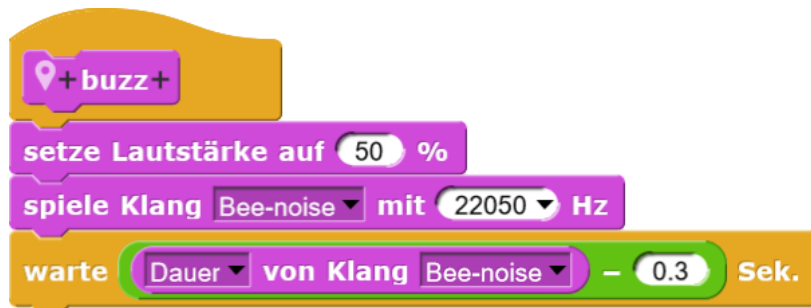 +buzz+
setze Lautstärke auf 50 %
spiele Klang Bee-noise mit 22050 Hz
warte Dauer von Klang Bee-noise – 0.3 Sek.